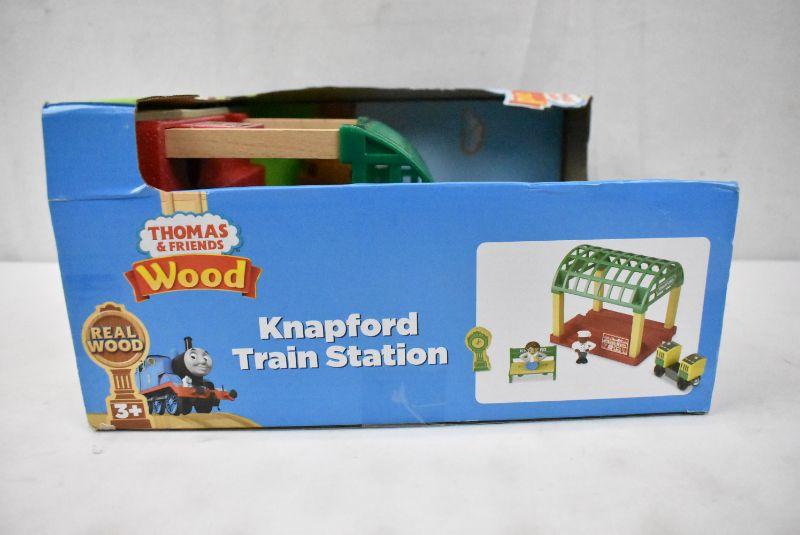 THOMAS
& FRIENDS
Wood
REAL
WOOD
3+
Knapford
Train Station